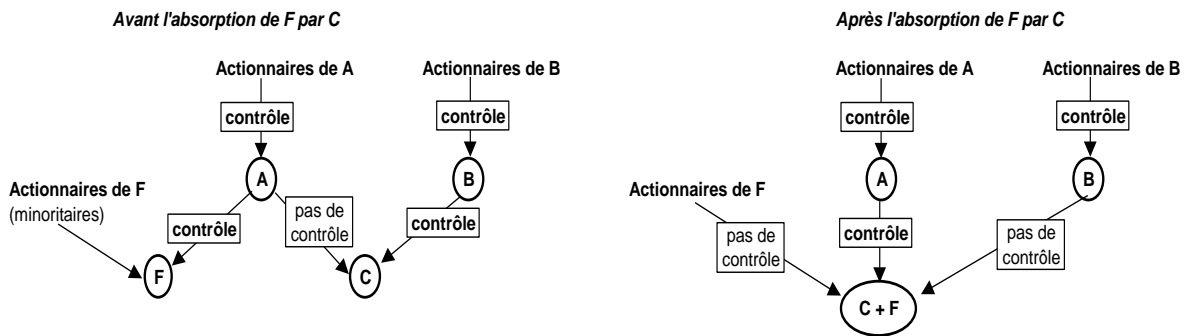 Avant l'absorption de F par C
Actionnaires de A
Actionnaires de B
contrôle
contrôle
A
B
Actionnaires de F
(minoritaires)
contrôle
pas de
contrôle
contrôle
F
C
Après l'absorption de F par C
Actionnaires de A
Actionnaires de B
contrôle
contrôle
A
B
Actionnaires de F
pas de
contrôle
contrôle
pas de
contrôle
C + F